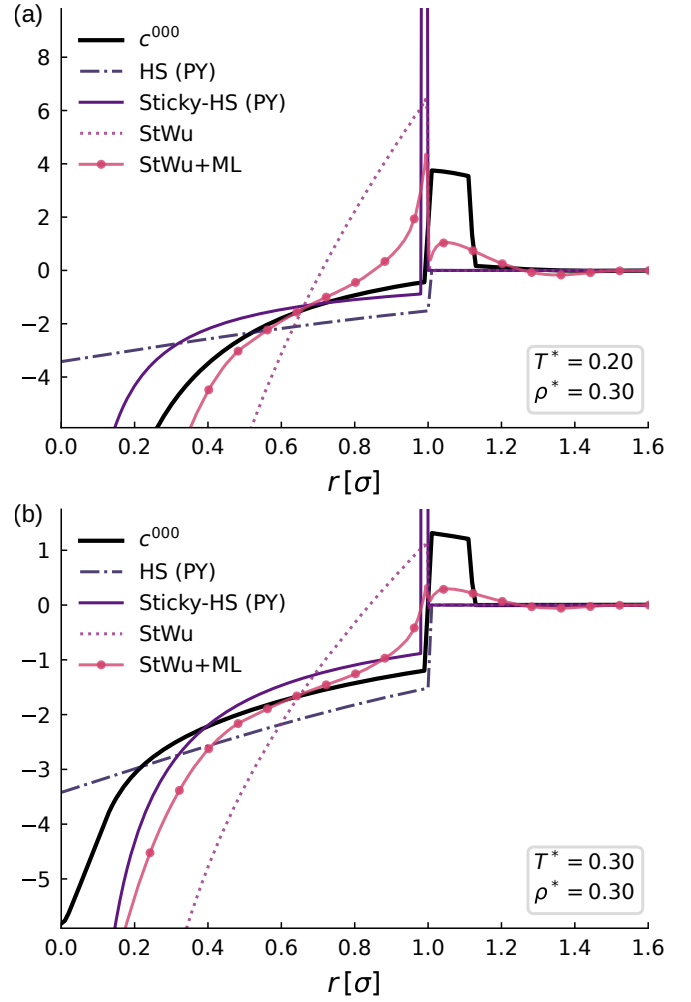 (a)
c^{000}
HS (PY)
Sticky-HS (PY)
StWu
StWu+ML
8
6
4
2
0
−2
−4
T* = 0.20
ρ* = 0.30
0.0 0.2 0.4 0.6 0.8 1.0 1.2 1.4 1.6
r [σ]
(b)
c^{000}
HS (PY)
Sticky-HS (PY)
StWu
StWu+ML
1
0
−1
−2
−3
−4
−5
T* = 0.30
ρ* = 0.30
0.0 0.2 0.4 0.6 0.8 1.0 1.2 1.4 1.6
r [σ]